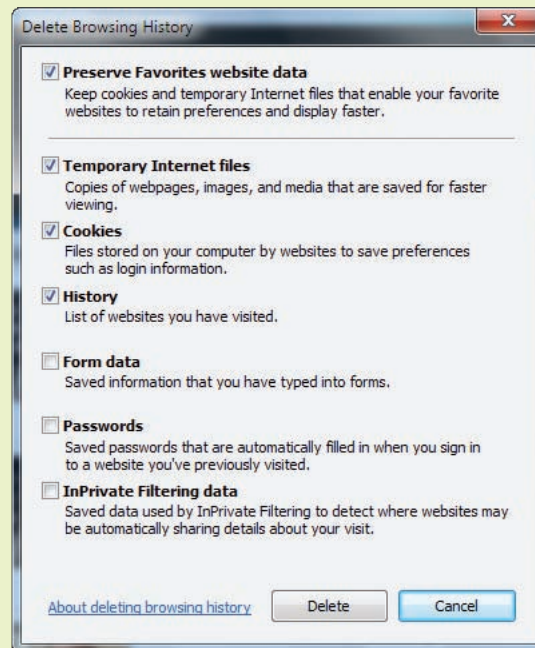 Delete Browsing History
Preserve Favorites website data
Keep cookies and temporary Internet files that enable your favorite
websites to retain preferences and display faster.
Temporary Internet files
Copies of webpages, images, and media that are saved for faster
viewing.
Cookies
Files stored on your computer by websites to save preferences
such as login information.
History
List of websites you have visited.
Form data
Saved information that you have typed into forms.
Passwords
Saved passwords that are automatically filled in when you sign in
to a website you've previously visited.
InPrivate Filtering data
Saved data used by InPrivate Filtering to detect where websites may
be automatically sharing details about your visit.
About deleting browsing history Delete Cancel